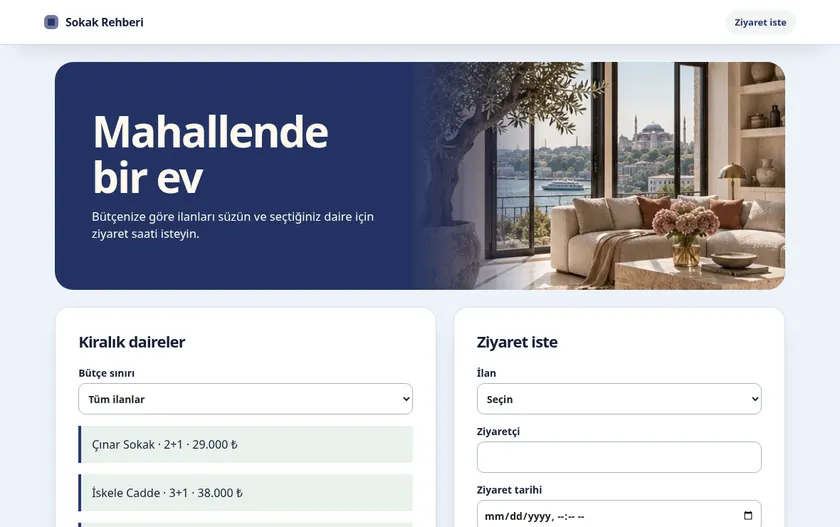 Sokak Rehberi
Ziyaret iste
Mahallende
bir ev
Bütçenize göre ilanları süzün ve seçtiğiniz daire için
ziyaret saati isteyin.
Kiralık daireler
Bütçe sınırı
Tüm ilanlar
Çınar Sokak · 2+1 · 29.000 ₺
İskele Cadde · 3+1 · 38.000 ₺
Ziyaret iste
İlan
Seçin
Ziyaretçi
Ziyaret tarihi
mm/dd/yyyy, --:-- --